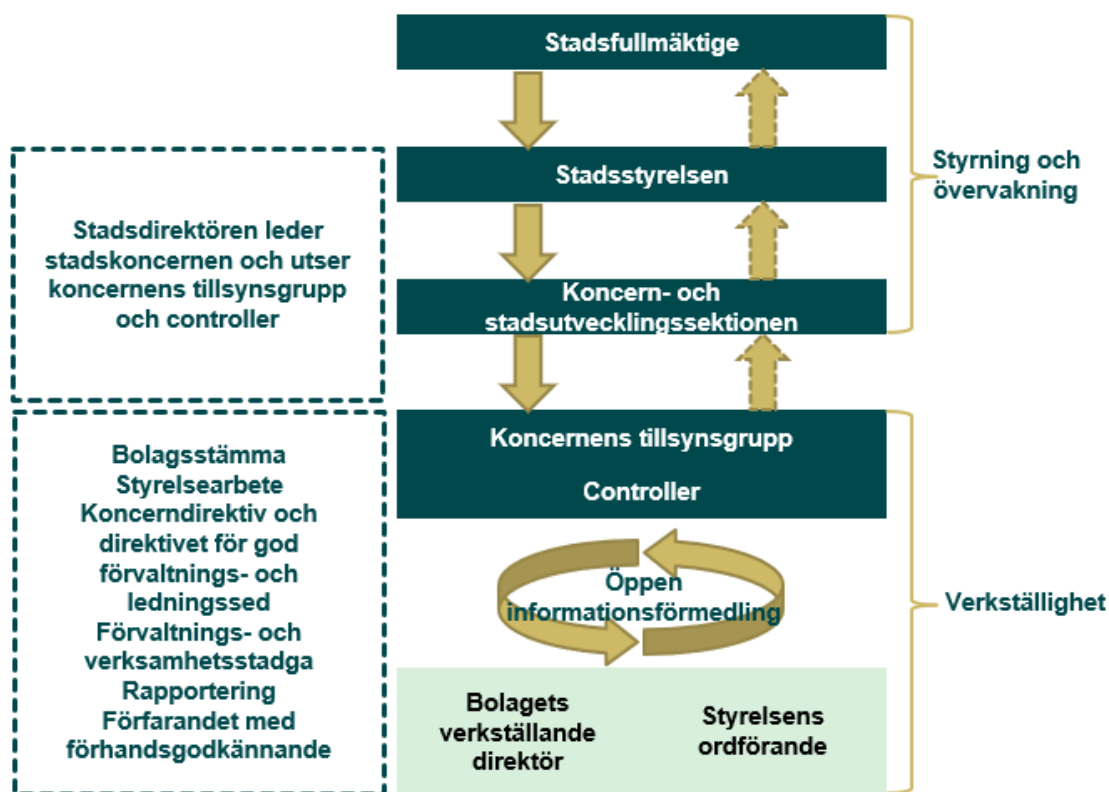 Stadsfullmäktige
Stadsstyrelsen
Koncern- och
stadsutvecklingssektionen
Styrning och
övervakning
Stadsdirektören leder
stadskoncernen och utser
koncernens tillsynsgrupp
och controller
Koncernens tillsynsgrupp
Controller
Bolagsstämma
Styrelsearbete
Koncerndirektiv och
direktivet för god
förvaltnings- och
ledningssed
Förvaltnings- och
verksamhetsstadga
Rapportering
Förfarandet med
förhandsgodkännande
Öppen
informationsförmedling
Verkställighet
Bolagets
verkställande
direktör
Styrelsens
ordförande